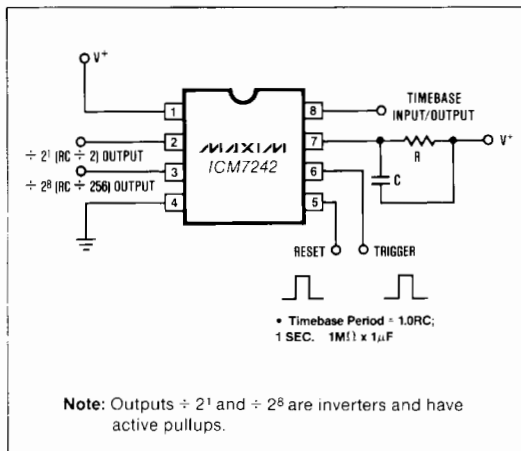 V+
1
2
3
4
÷ 2¹ (RC ÷ 2) OUTPUT
÷ 2⁸ (RC ÷ 256) OUTPUT
MAXIM
ICM7242
8
7
6
5
TIMEBASE
INPUT/OUTPUT
V+
R
C
RESET
TRIGGER
• Timebase Period = 1.0RC;
1 SEC. 1MΩ x 1µF
Note: Outputs ÷ 2¹ and ÷ 2⁸ are inverters and have
active pullups.